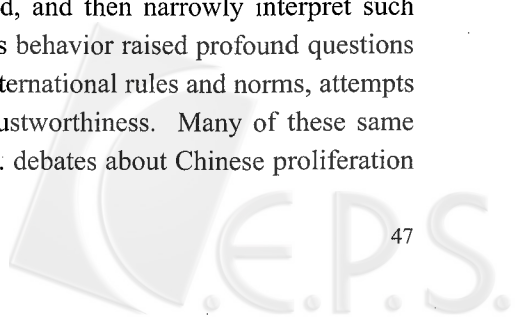 d, and then narrowly interpret such
s behavior raised profound questions
ternational rules and norms, attempts
ustworthiness. Many of these same
. debates about Chinese proliferation
47
C.E.P.S.